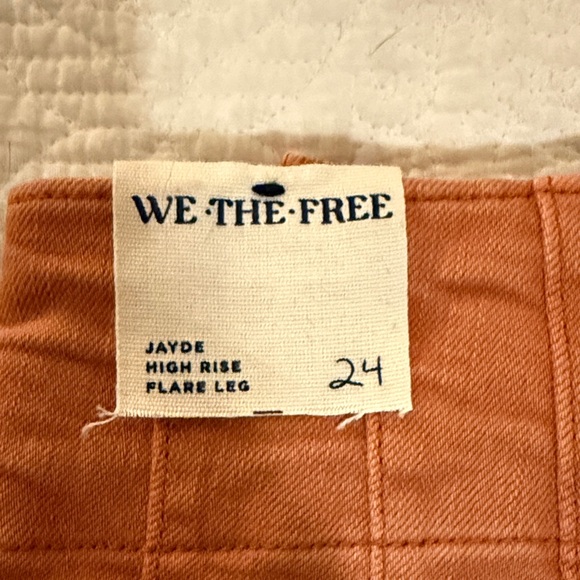 WE·THE·FREE
JAYDE
HIGH RISE
FLARE LEG
24